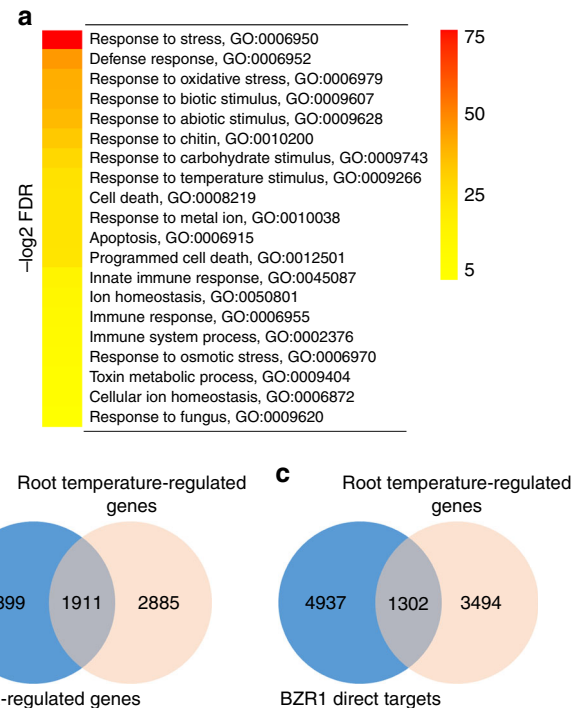 a
Response to stress, GO:0006950
Defense response, GO:0006952
Response to oxidative stress, GO:0006979
Response to biotic stimulus, GO:0009607
Response to abiotic stimulus, GO:0009628
Response to chitin, GO:0010200
Response to carbohydrate stimulus, GO:0009743
Response to temperature stimulus, GO:0009266
Cell death, GO:0008219
Response to metal ion, GO:0010038
Apoptosis, GO:0006915
Programmed cell death, GO:0012501
Innate immune response, GO:0045087
Ion homeostasis, GO:0050801
Immune response, GO:0006955
Immune system process, GO:0002376
Response to osmotic stress, GO:0006970
Toxin metabolic process, GO:0009404
Cellular ion homeostasis, GO:0006872
Response to fungus, GO:0009620
–log2 FDR
75
50
25
5
Root temperature-regulated
genes
1911
2885
-regulated genes
c
Root temperature-regulated
genes
4937
1302
3494
BZR1 direct targets